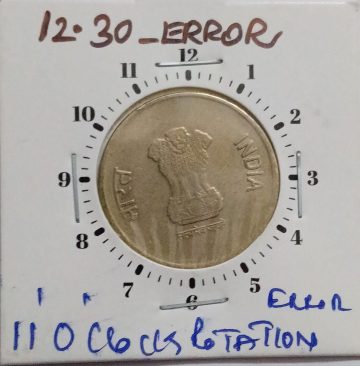 12·30_ERROR
12
11 1
10 2
भारत INDIA
9 3
8 4
7 5
6
ERROR
11 O'Clock ROTATION